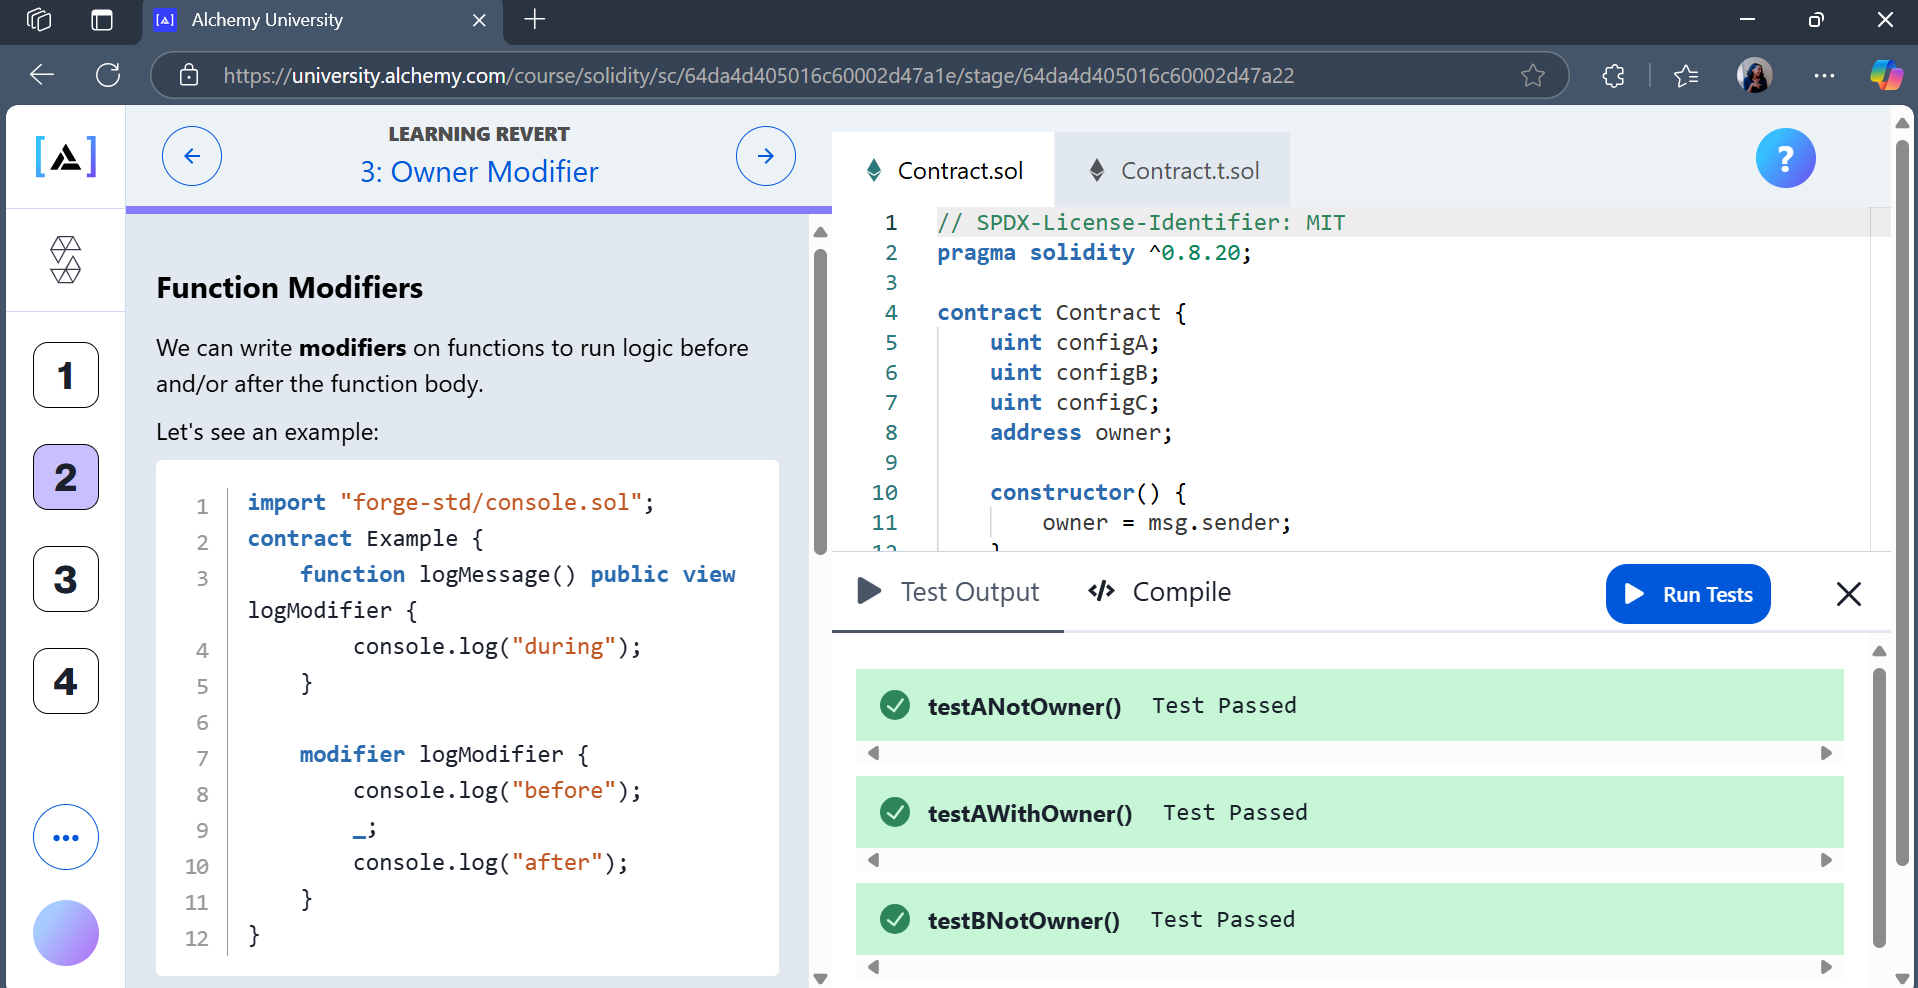 Alchemy University
https://university.alchemy.com/course/solidity/sc/64da4d405016c60002d47a1e/stage/64da4d405016c60002d47a22
[A]
1
2
3
4
LEARNING REVERT
3: Owner Modifier
Function Modifiers
We can write modifiers on functions to run logic before
and/or after the function body.
Let's see an example:
1 import "forge-std/console.sol";
2 contract Example {
3 function logMessage() public view
logModifier {
4 console.log("during");
5 }
6
7 modifier logModifier {
8 console.log("before");
9 _;
10 console.log("after");
11 }
12 }
Contract.sol
Contract.t.sol
?
1 // SPDX-License-Identifier: MIT
2 pragma solidity ^0.8.20;
3
4 contract Contract {
5 uint configA;
6 uint configB;
7 uint configC;
8 address owner;
9
10 constructor() {
11 owner = msg.sender;
12 }
Test Output
</> Compile
Run Tests
testANotOwner() Test Passed
testAWithOwner() Test Passed
testBNotOwner() Test Passed